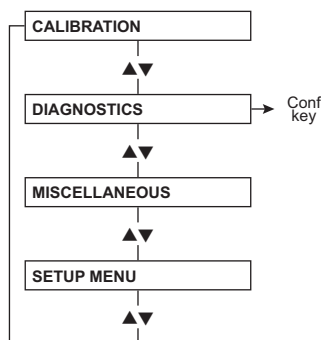 CALIBRATION
DIAGNOSTICS
Conf
key
MISCELLANEOUS
SETUP MENU